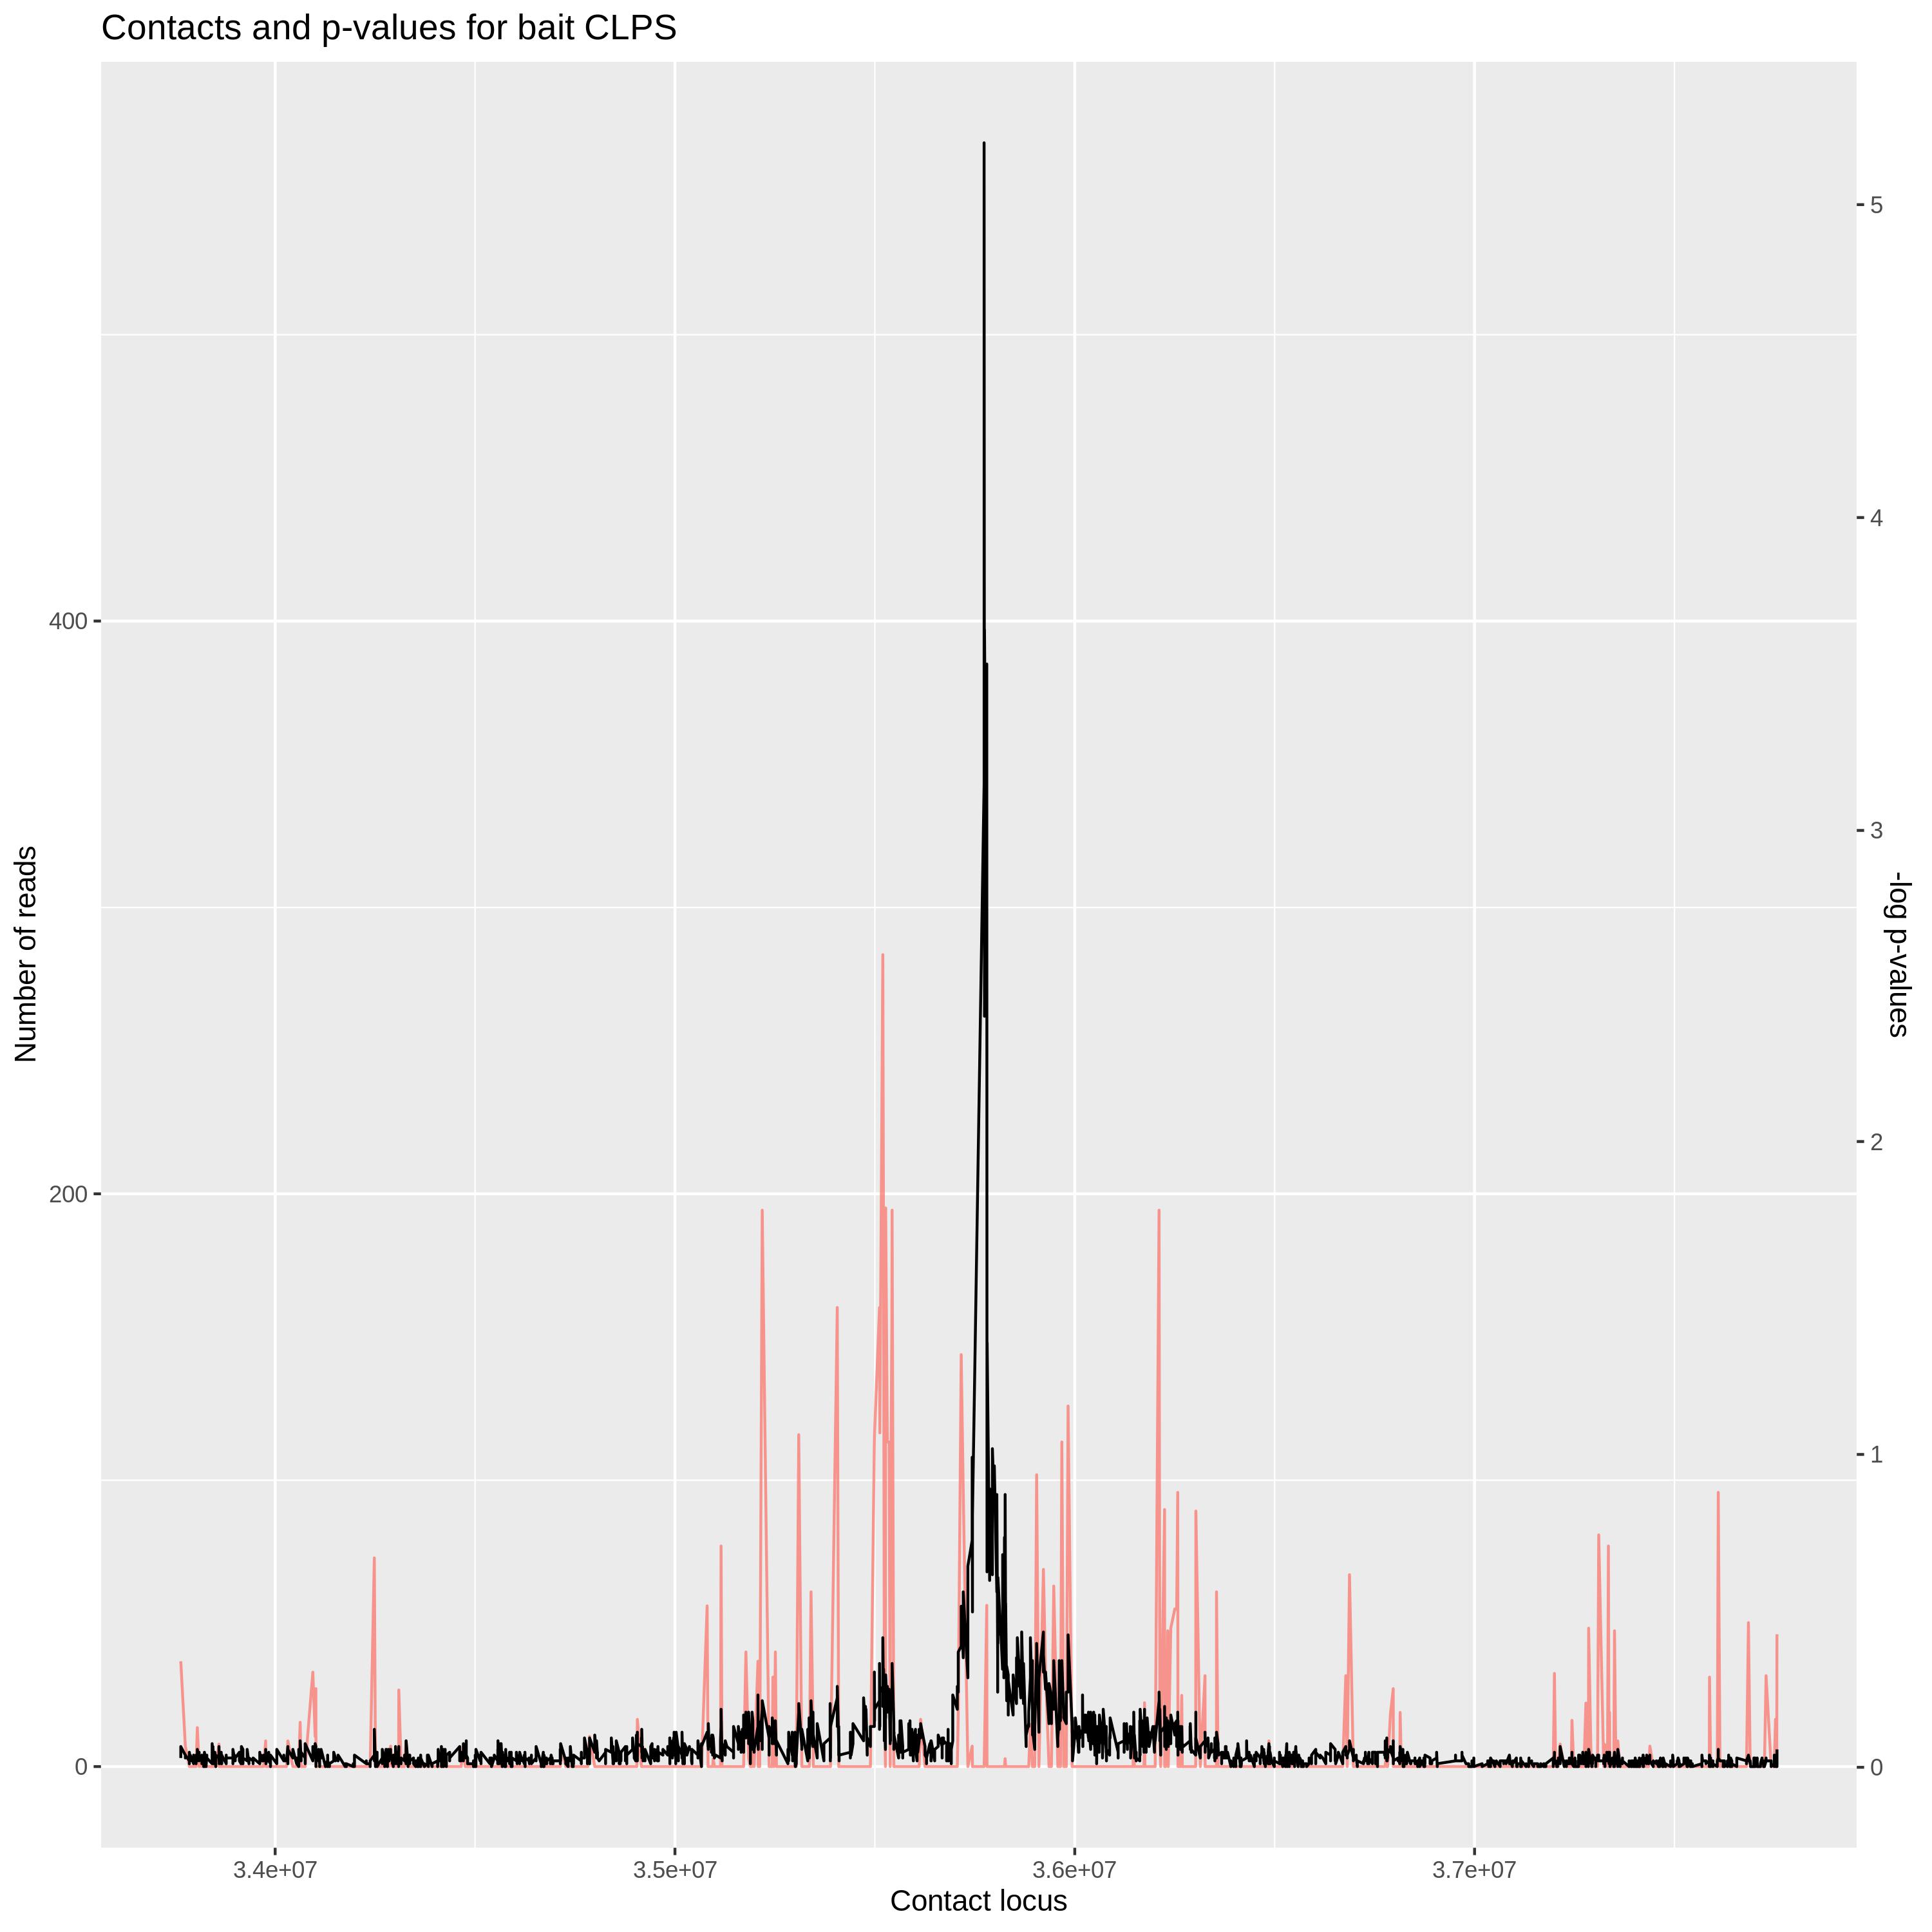 Contacts and p-values for bait CLPS
Number of reads
400
200
0
5
4
3
2
1
0
-log p-values
3.4e+07 3.5e+07 3.6e+07 3.7e+07
Contact locus